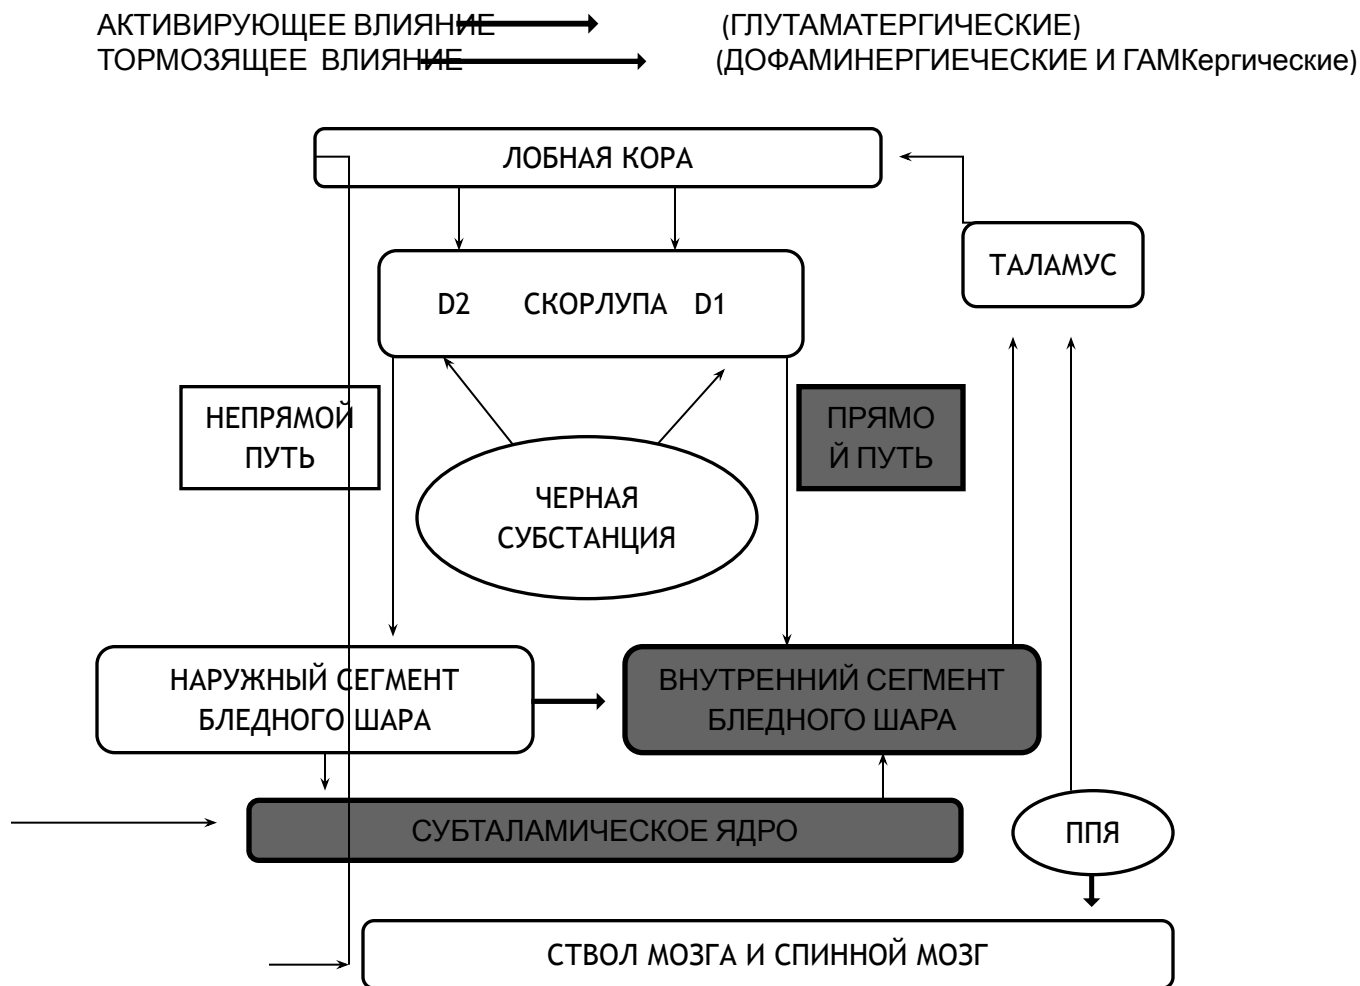 АКТИВИРУЮЩЕЕ ВЛИЯНИЕ (ГЛУТАМАТЕРГИЧЕСКИЕ)
ТОРМОЗЯЩЕЕ ВЛИЯНИЕ (ДОФАМИНЕРГИЕЧЕСКИЕ И ГАМКергические)
ЛОБНАЯ КОРА
ТАЛАМУС
D2 СКОРЛУПА D1
НЕПРЯМОЙ
ПУТЬ
ПРЯМО
Й ПУТЬ
ЧЕРНАЯ
СУБСТАНЦИЯ
НАРУЖНЫЙ СЕГМЕНТ
БЛЕДНОГО ШАРА
ВНУТРЕННИЙ СЕГМЕНТ
БЛЕДНОГО ШАРА
СУБТАЛАМИЧЕСКОЕ ЯДРО
ППЯ
СТВОЛ МОЗГА И СПИННОЙ МОЗГ